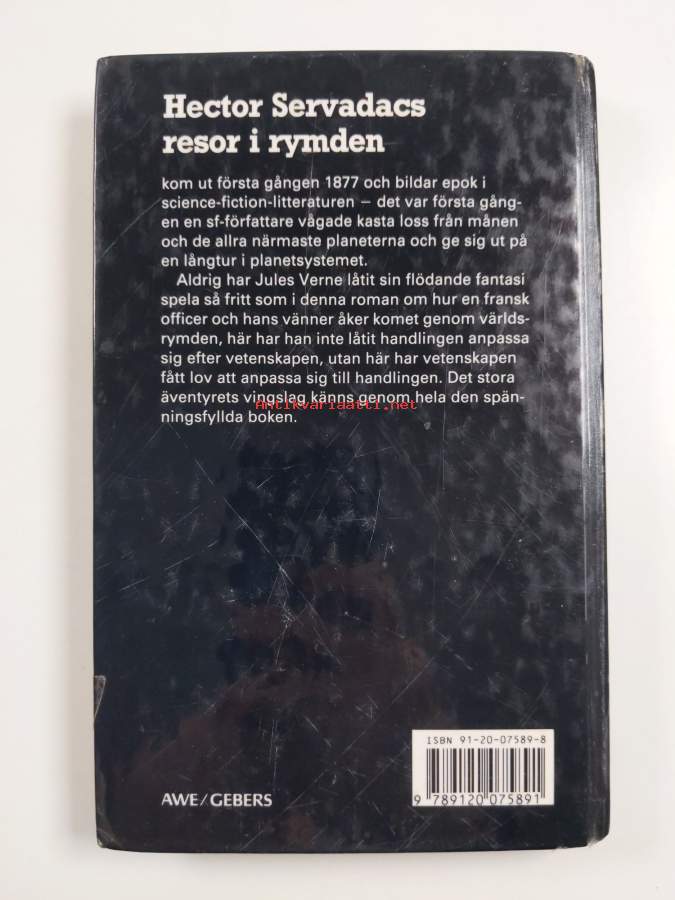 Hector Servadacs
resor i rymden
kom ut första gången 1877 och bildar epok i
science-fiction-litteraturen – det var första gång-
en en sf-författare vågade kasta loss från månen
och de allra närmaste planeterna och ge sig ut på
en långtur i planetsystemet.
Aldrig har Jules Verne låtit sin flödande fantasi
spela så fritt som i denna roman om hur en fransk
officer och hans vänner åker komet genom världs-
rymden, här har han inte låtit handlingen anpassa
sig efter vetenskapen, utan här har vetenskapen
fått lov att anpassa sig till handlingen. Det stora
äventyrets vingslag känns genom hela den spän-
Antikvariaatti.net
ningsfyllda boken.
ISBN 91-20-07589-8
9 789120 075891
AWE/GEBERS